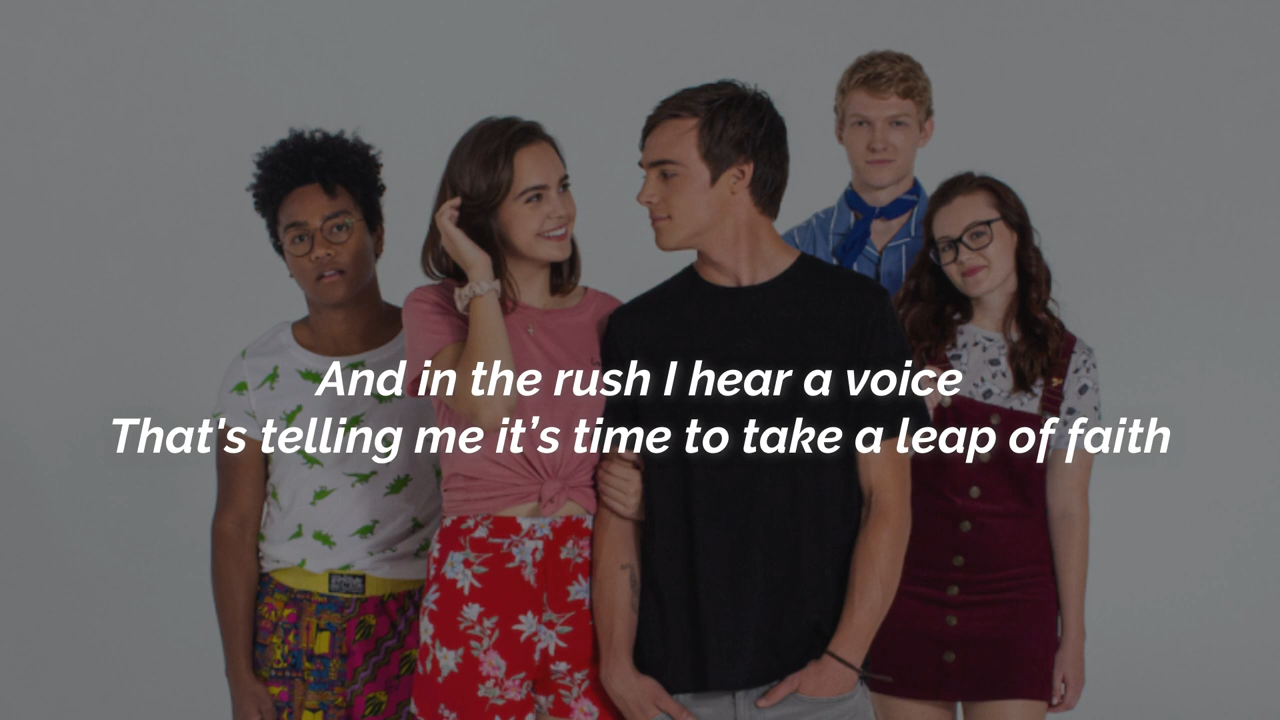 And in the rush I hear a voice
That's telling me it’s time to take a leap of faith